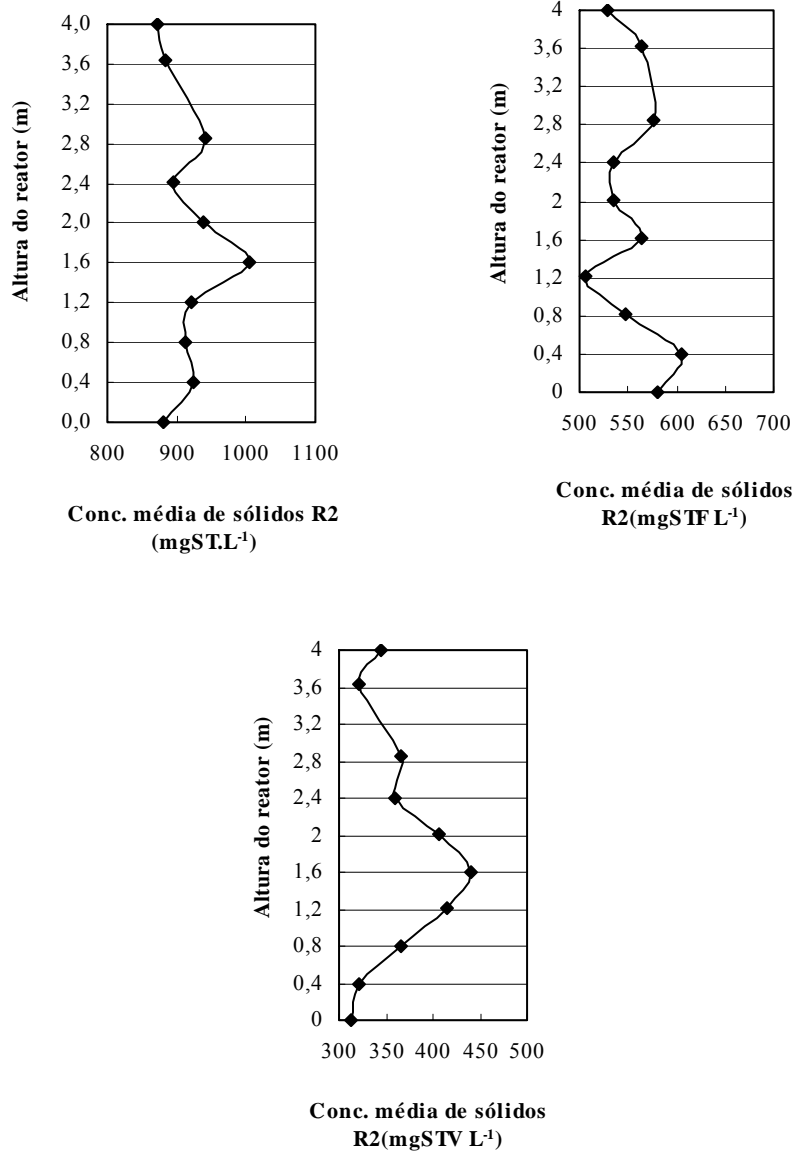 4,0
3,6
3,2
2,8
2,4
2,0
1,6
1,2
0,8
0,4
0,0
Altura do reator (m)
800 900 1000 1100
Conc. média de sólidos R2
(mgST.L-1)
4
3,6
3,2
2,8
2,4
2
1,6
1,2
0,8
0,4
0
Altura do reator (m)
500 550 600 650 700
Conc. média de sólidos
R2(mgSTF L-1)
4
3,6
3,2
2,8
2,4
2
1,6
1,2
0,8
0,4
0
Altura do reator (m)
300 350 400 450 500
Conc. média de sólidos
R2(mgSTV L-1)